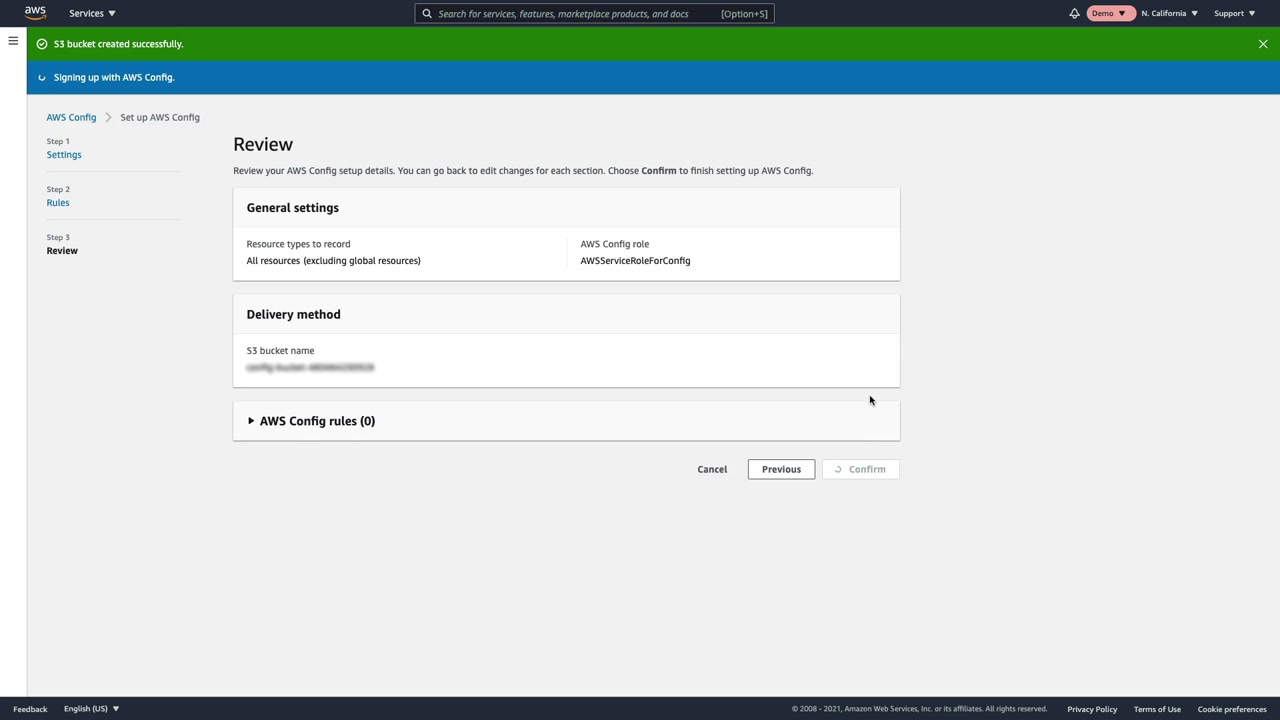 aws
Services
Search for services, features, marketplace products, and docs [Option+S]
Demo
N. California
Support
S3 bucket created successfully.
Signing up with AWS Config.
AWS Config
Set up AWS Config
Step 1
Settings
Step 2
Rules
Step 3
Review
Review
Review your AWS Config setup details. You can go back to edit changes for each section. Choose Confirm to finish setting up AWS Config.
General settings
Resource types to record
All resources (excluding global resources)
AWS Config role
AWSServiceRoleForConfig
Delivery method
S3 bucket name
AWS Config rules (0)
Cancel
Previous
Confirm
Feedback
English (US)
© 2008 - 2021, Amazon Web Services, Inc. or its affiliates. All rights reserved.
Privacy Policy
Terms of Use
Cookie preferences